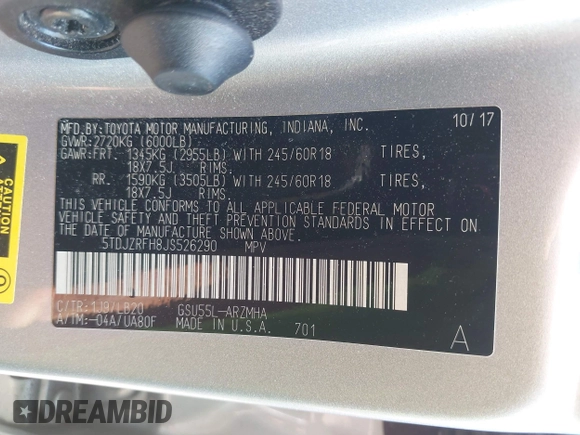 MFD.BY:TOYOTA MOTOR MANUFACTURING, INDIANA, INC. 10/17
GVWR:2720KG (6000LB)
GAWR:FRT. 1345KG (2955LB) WITH 245/60R18 TIRES,
18X7.5J RIMS.
RR. 1590KG (3505LB) WITH 245/60R18 TIRES,
18X7.5J RIMS.
THIS VEHICLE CONFORMS TO ALL APPLICABLE FEDERAL MOTOR
VEHICLE SAFETY AND THEFT PREVENTION STANDARDS IN EFFECT
ON THE DATE OF MANUFACTURE SHOWN ABOVE.
5TDJZRFH8JS526290 MPV
C/TR:1J9/LB20 GSU55L-ARZMHA
A/TM:-04A/UA80F MADE IN U.S.A. 701
A
CAUTION
DREAMBID